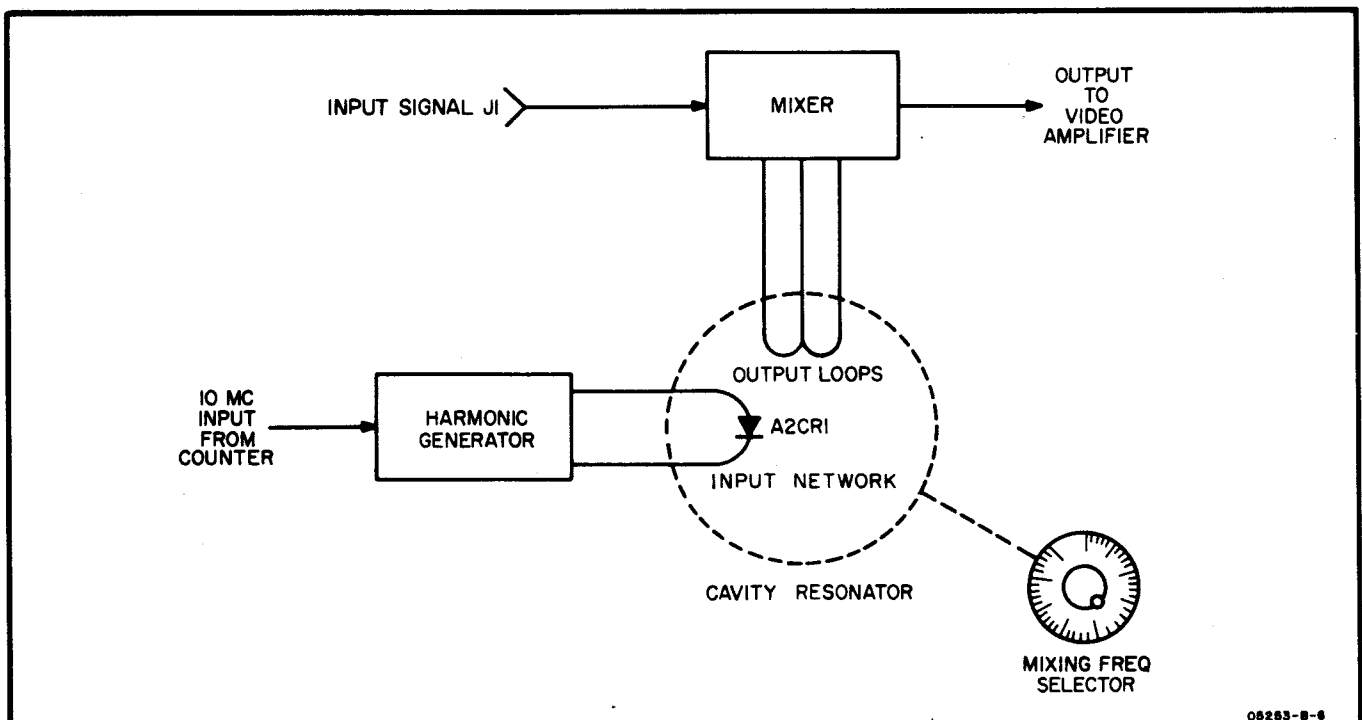 INPUT SIGNAL J1
MIXER
OUTPUT
TO
VIDEO
AMPLIFIER
OUTPUT LOOPS
10 MC
INPUT
FROM
COUNTER
HARMONIC
GENERATOR
A2CR1
INPUT NETWORK
CAVITY RESONATOR
MIXING FREQ
SELECTOR
05253-B-6